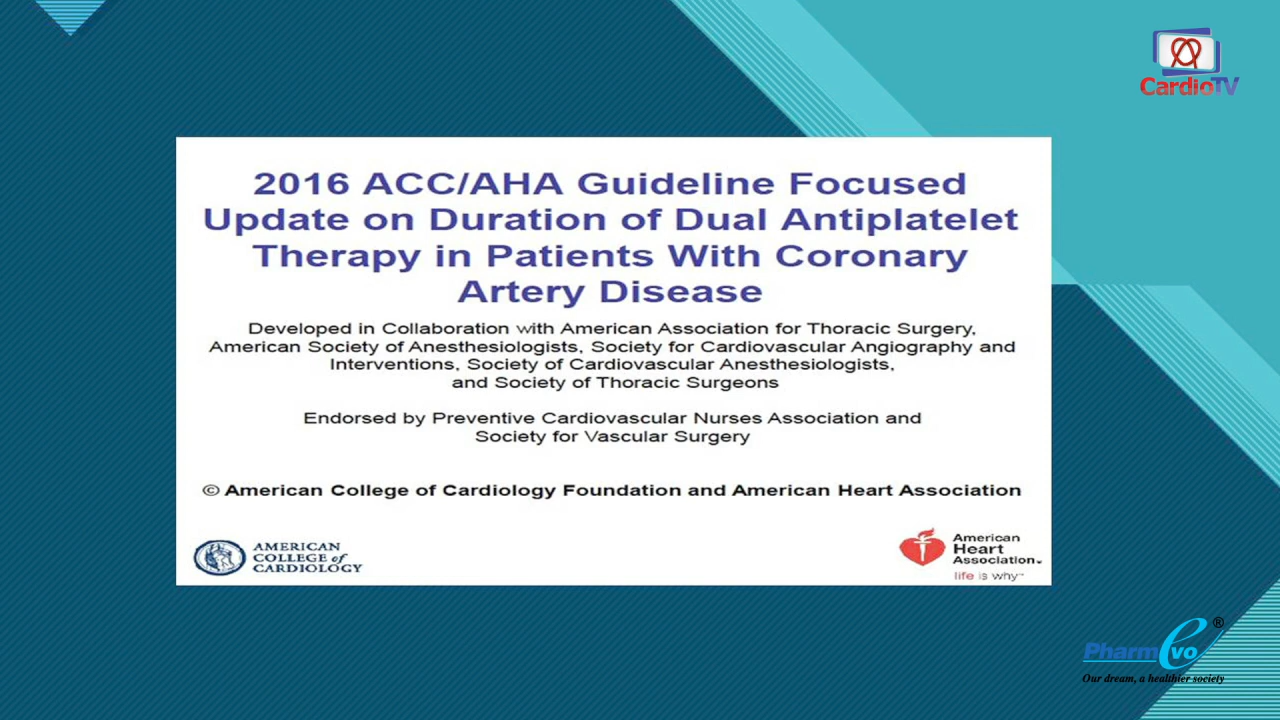 CardioTV
2016 ACC/AHA Guideline Focused
Update on Duration of Dual Antiplatelet
Therapy in Patients With Coronary
Artery Disease
Developed in Collaboration with American Association for Thoracic Surgery,
American Society of Anesthesiologists, Society for Cardiovascular Angiography and
Interventions, Society of Cardiovascular Anesthesiologists,
and Society of Thoracic Surgeons
Endorsed by Preventive Cardiovascular Nurses Association and
Society for Vascular Surgery
© American College of Cardiology Foundation and American Heart Association
AMERICAN
COLLEGE of
CARDIOLOGY
American
Heart
Association®
life is why™
PharmEvo®
Our dream, a healthier society